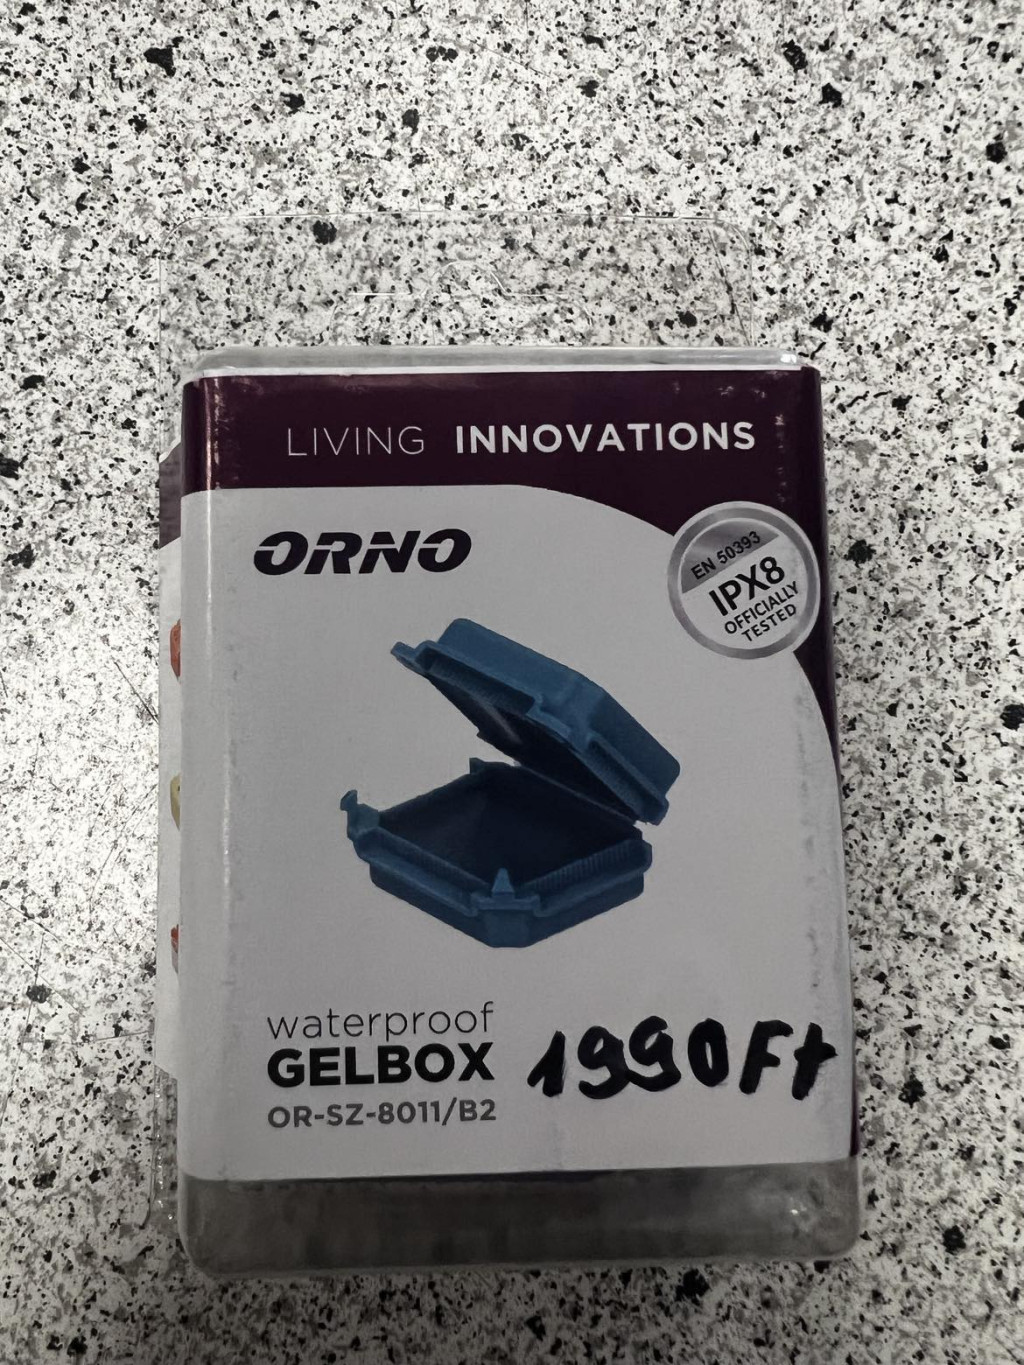 LIVING INNOVATIONS
ORNO
EN 50393
IPX8
OFFICIALLY
TESTED
waterproof
GELBOX
OR-SZ-8011/B2
1990Ft